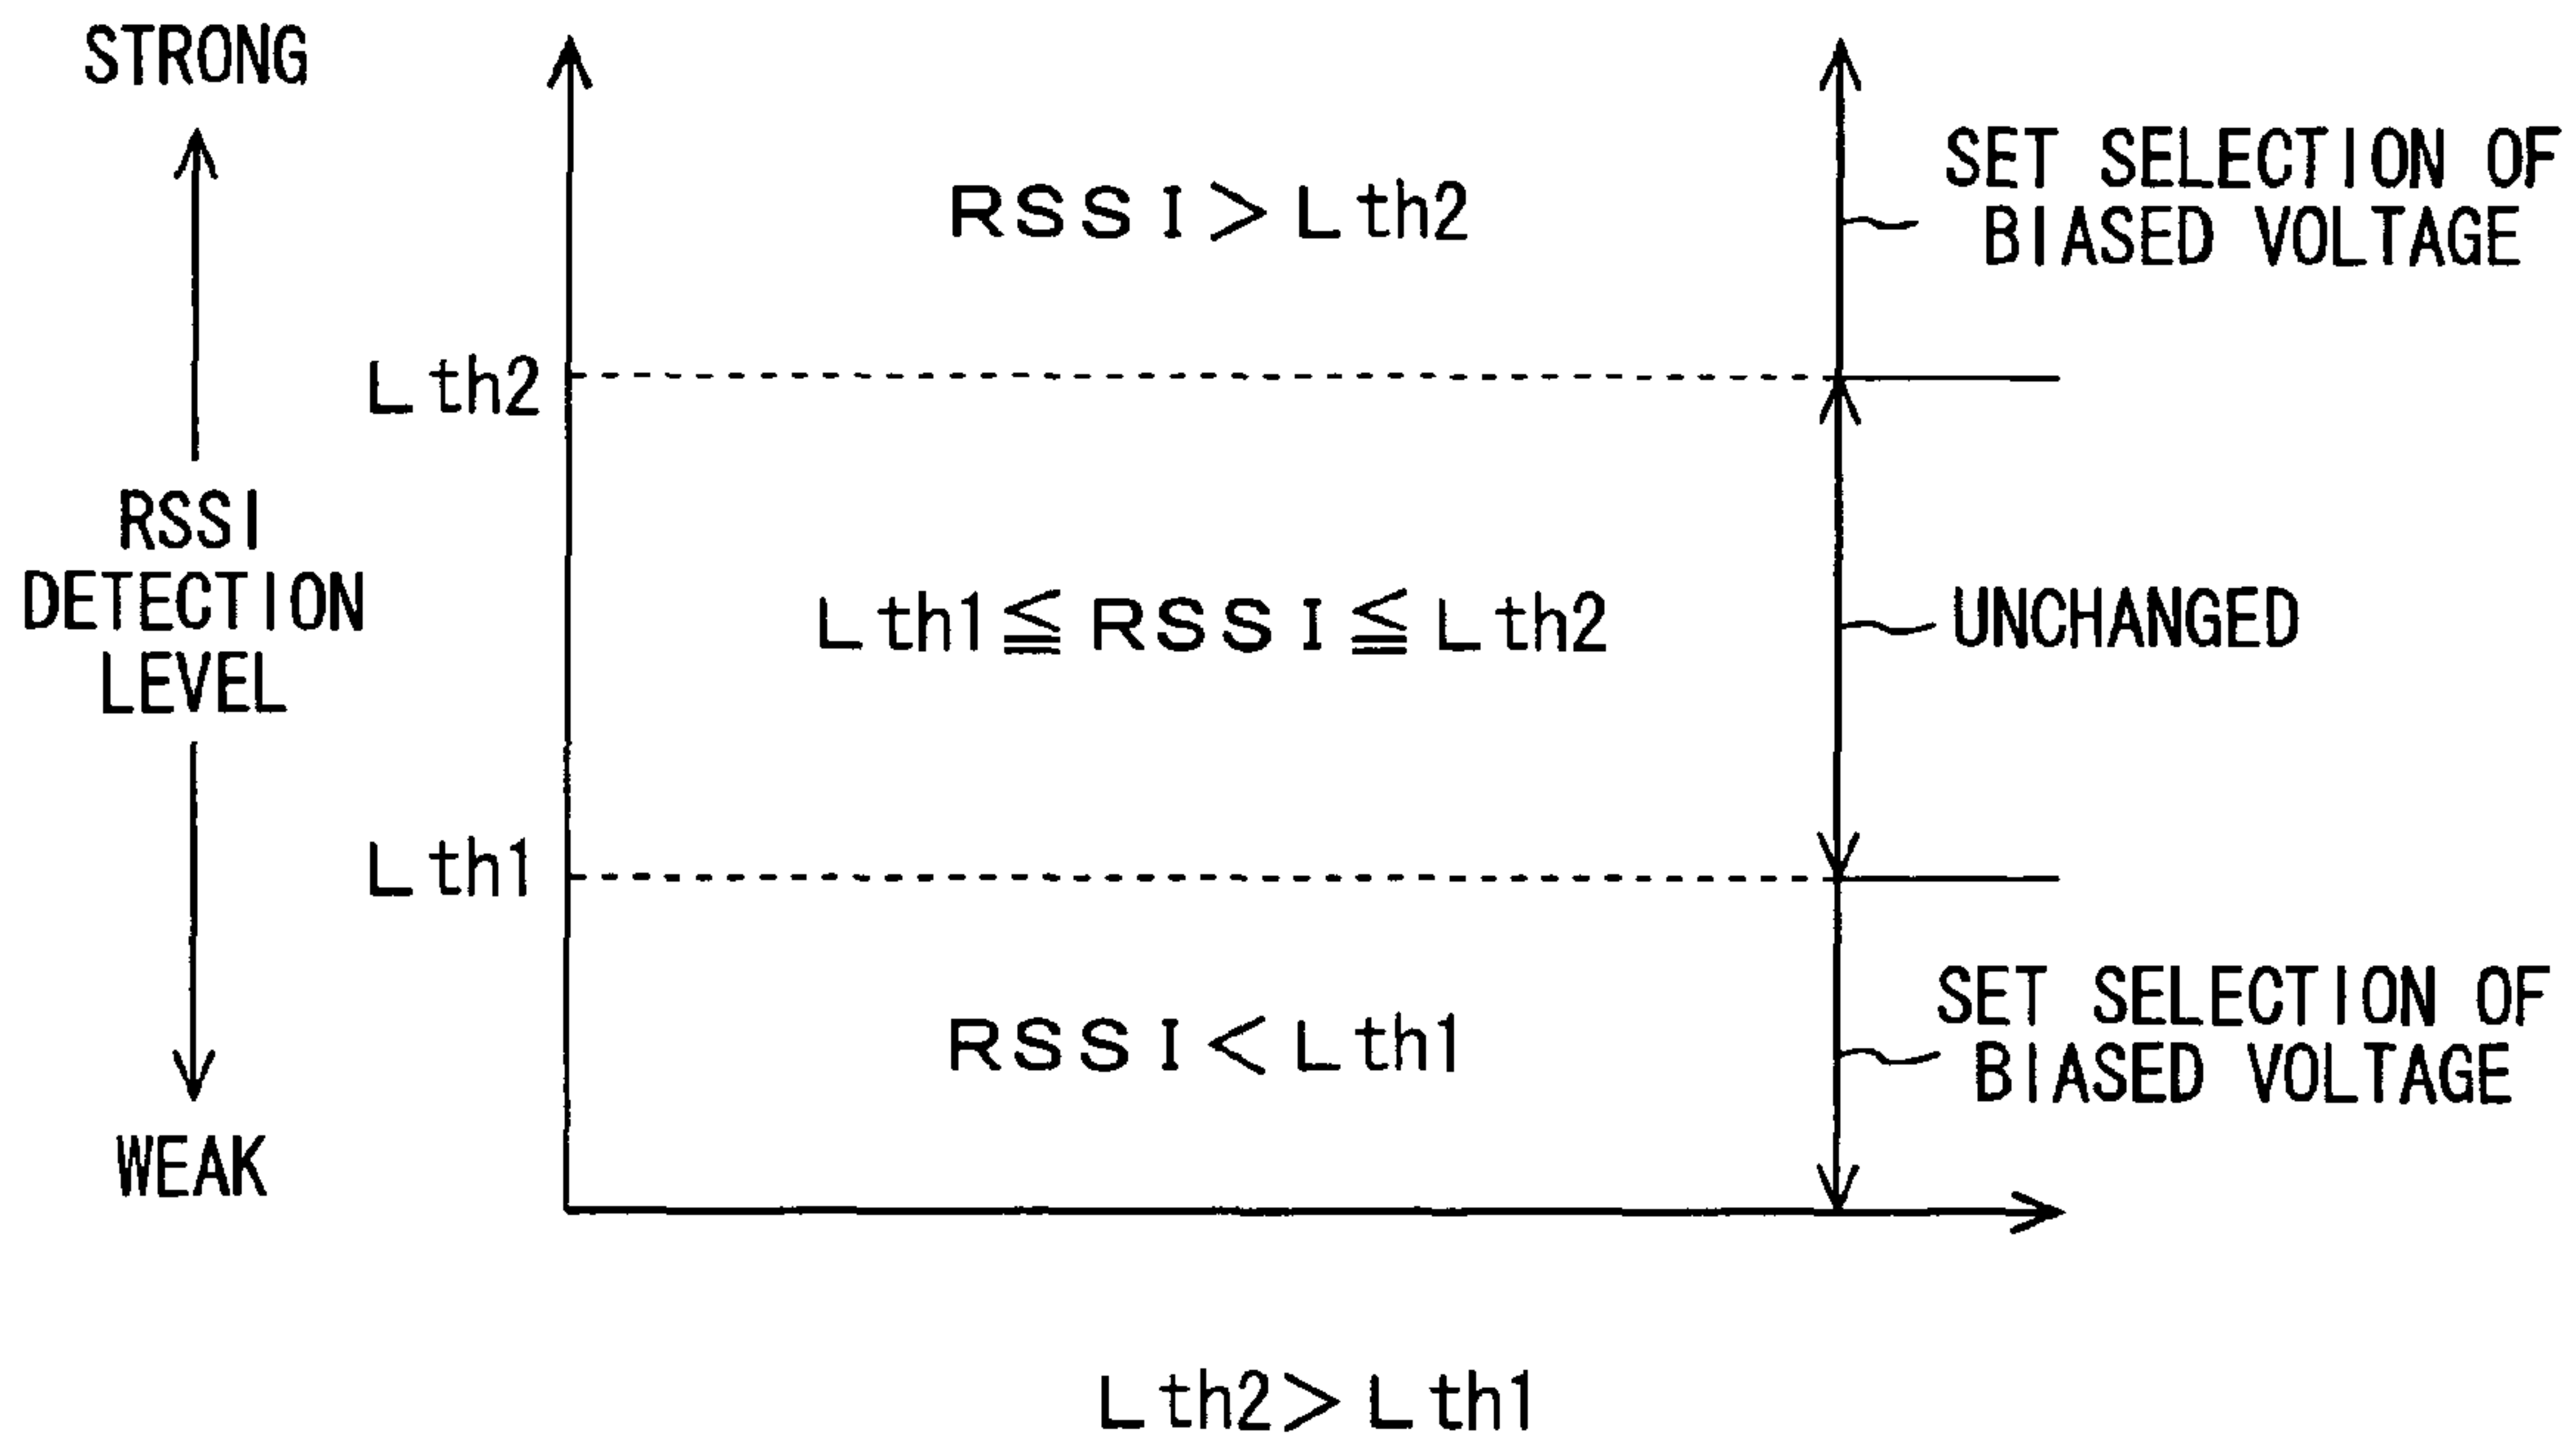 STRONG
RSSI
DETECTION
LEVEL
WEAK
Lth2
Lth1
RSSI>Lth2
Lth1≦RSSI≦Lth2
RSSI<Lth1
SET SELECTION OF
BIASED VOLTAGE
UNCHANGED
SET SELECTION OF
BIASED VOLTAGE
Lth2>Lth1